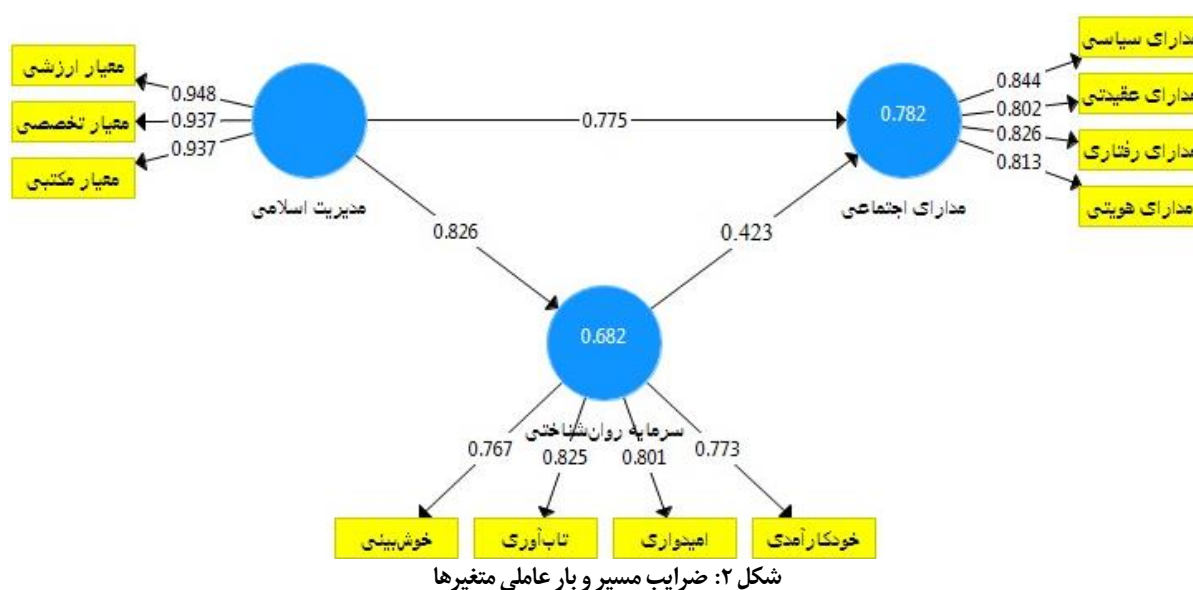 معیار ارزشی
معیار تخصصی
معیار مکتبی
0.948
0.937
0.937
مدیریت اسلامی
0.775
0.826
0.423
0.782
مدارای اجتماعی
0.844
0.802
0.826
0.813
مدارای سیاسی
مدارای عقیدتی
مدارای رفتاری
مدارای هویتی
0.682
سرمایه روان‌شناختی
0.767
0.825
0.801
0.773
خوش‌بینی
تاب‌آوری
امیدواری
خودکارآمدی
شکل ۲: ضرایب مسیر و بار عاملی متغیرها